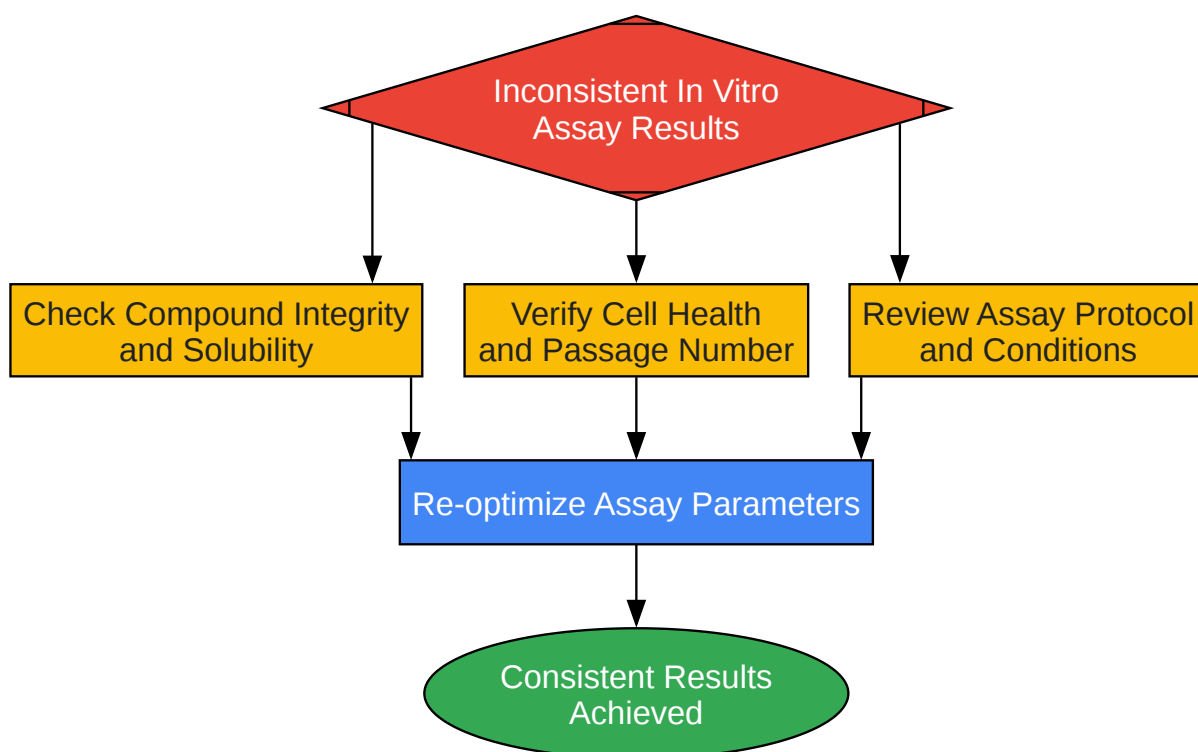 Inconsistent In Vitro
Assay Results
Check Compound Integrity
and Solubility
Verify Cell Health
and Passage Number
Review Assay Protocol
and Conditions
Re-optimize Assay Parameters
Consistent Results
Achieved